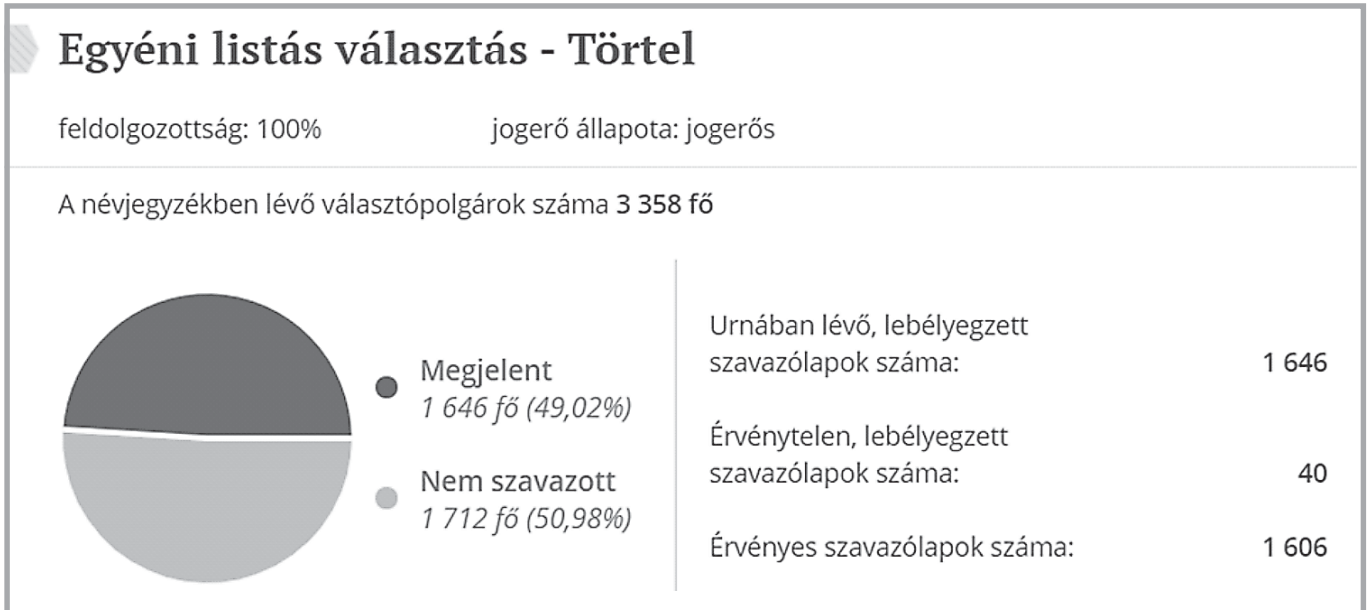 Egyéni listás választás - Törtel
feldolgozottság: 100% jogerő állapota: jogerős
A névjegyzékben lévő választópolgárok száma 3 358 fő
Megjelent
1 646 fő (49,02%)
Nem szavazott
1 712 fő (50,98%)
Urnában lévő, lebélyegzett
szavazólapok száma: 1 646
Érvénytelen, lebélyegzett
szavazólapok száma: 40
Érvényes szavazólapok száma: 1 606